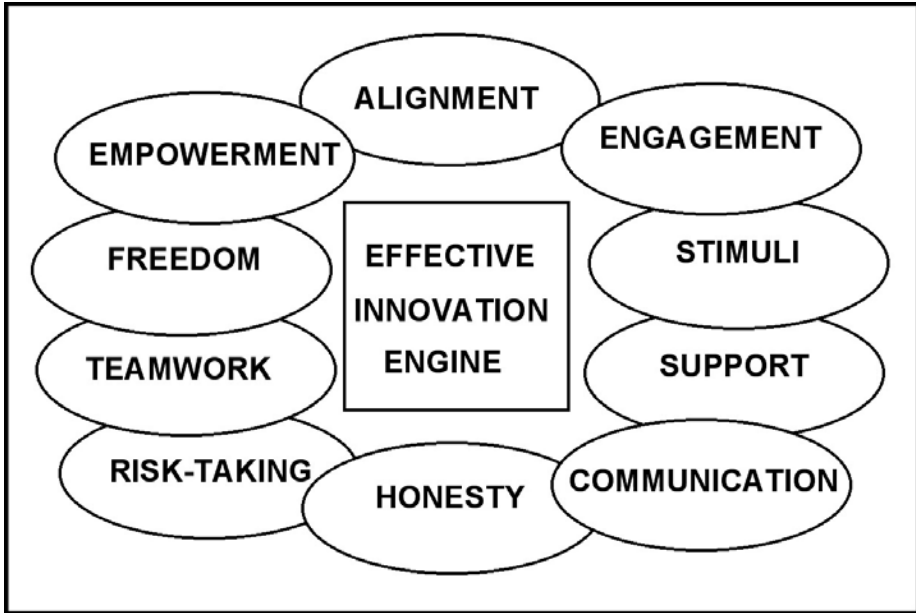 ALIGNMENT
EMPOWERMENT
ENGAGEMENT
FREEDOM
EFFECTIVE
INNOVATION
ENGINE
STIMULI
TEAMWORK
SUPPORT
RISK-TAKING
HONESTY
COMMUNICATION